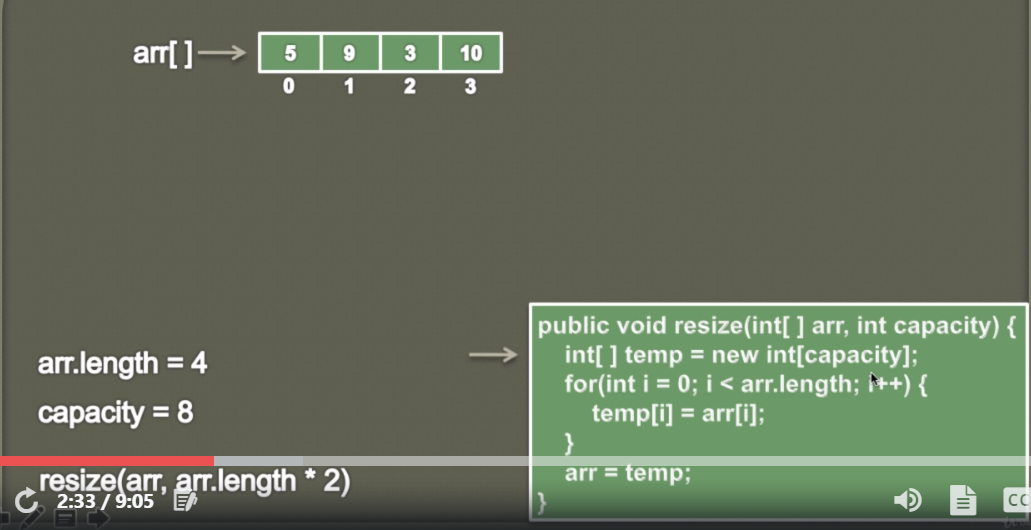 arr[ ]
5 9 3 10
0 1 2 3
arr.length = 4
capacity = 8
resize(arr, arr.length * 2)
public void resize(int[ ] arr, int capacity) {
int[ ] temp = new int[capacity];
for(int i = 0; i < arr.length; i++) {
temp[i] = arr[i];
}
arr = temp;
}
2:33 / 9:05
CC